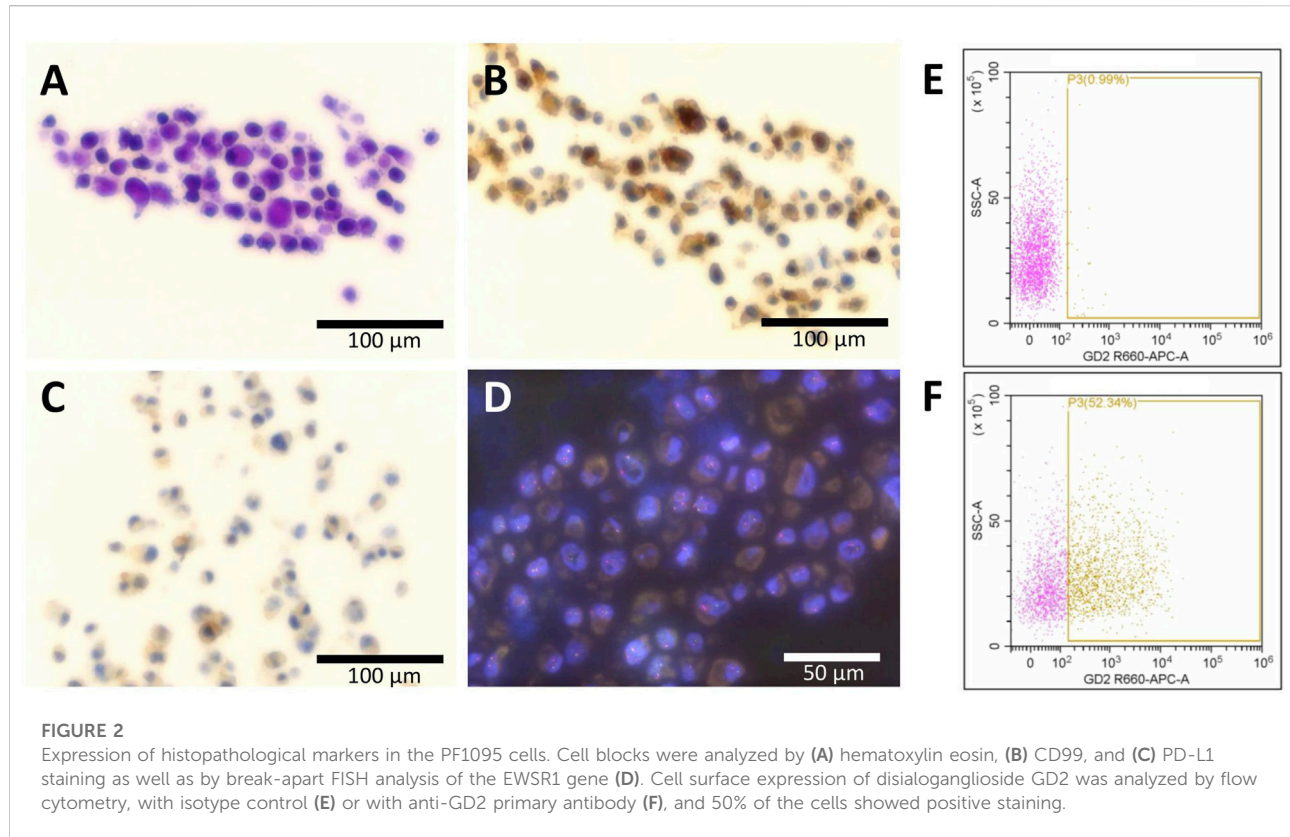 A
100 μm
B
100 μm
C
100 μm
D
50 μm
E
P3(0.99%)
(x 10⁵)
100
50
0
SSC-A
0 10² 10³ 10⁴ 10⁵ 10⁶
GD2 R660-APC-A
F
P3(52.34%)
(x 10⁵)
100
50
0
SSC-A
0 10² 10³ 10⁴ 10⁵ 10⁶
GD2 R660-APC-A
FIGURE 2
Expression of histopathological markers in the PF1095 cells. Cell blocks were analyzed by (A) hematoxylin eosin, (B) CD99, and (C) PD-L1
staining as well as by break-apart FISH analysis of the EWSR1 gene (D). Cell surface expression of disialoganglioside GD2 was analyzed by flow
cytometry, with isotype control (E) or with anti-GD2 primary antibody (F), and 50% of the cells showed positive staining.